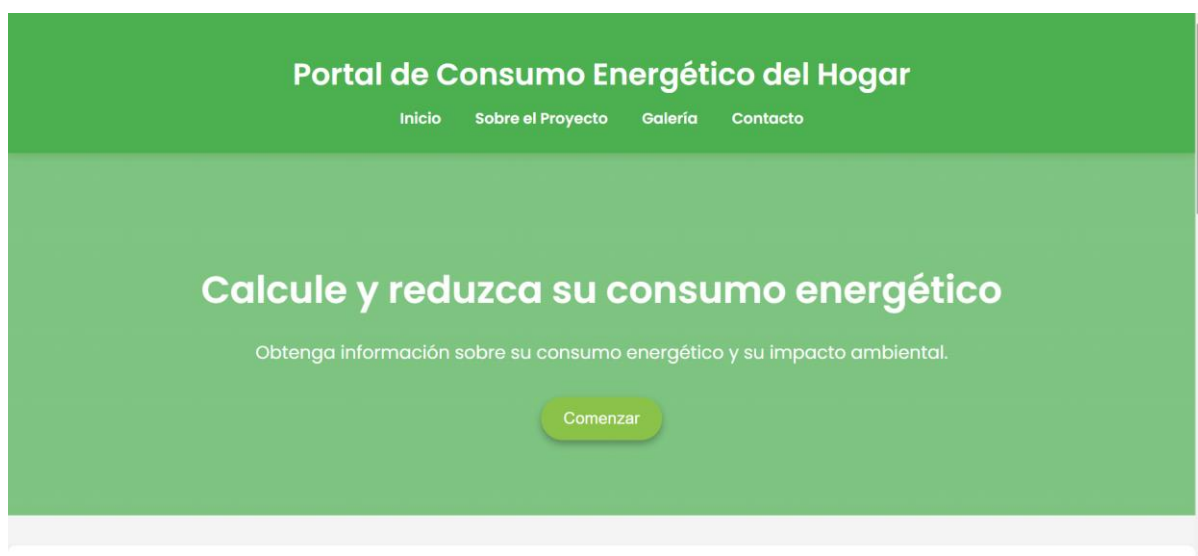 Portal de Consumo Energético del Hogar
Inicio Sobre el Proyecto Galería Contacto
Calcule y reduzca su consumo energético
Obtenga información sobre su consumo energético y su impacto ambiental.
Comenzar